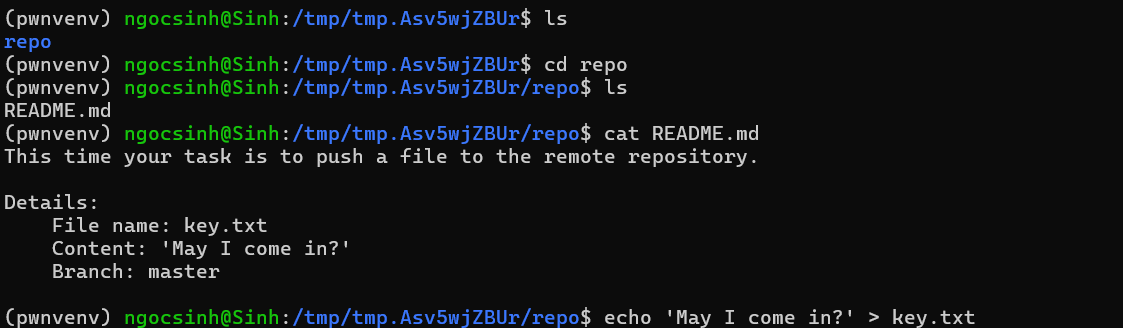 (pwnvenv) ngocsinh@Sinh:/tmp/tmp.Asv5wjZBUr$ ls
repo
(pwnvenv) ngocsinh@Sinh:/tmp/tmp.Asv5wjZBUr$ cd repo
(pwnvenv) ngocsinh@Sinh:/tmp/tmp.Asv5wjZBUr/repo$ ls
README.md
(pwnvenv) ngocsinh@Sinh:/tmp/tmp.Asv5wjZBUr/repo$ cat README.md
This time your task is to push a file to the remote repository.

Details:
    File name: key.txt
    Content: 'May I come in?'
    Branch: master

(pwnvenv) ngocsinh@Sinh:/tmp/tmp.Asv5wjZBUr/repo$ echo 'May I come in?' > key.txt